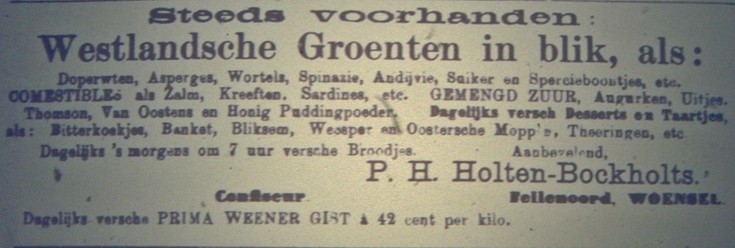 Steeds voorhanden:
Westlandsche Groenten in blik, als:
Doperwten, Asperges, Wortels, Spinazie, Andijvie, Suiker en Spercieboontjes, etc.
COMESTIBLES als Zalm, Kreeften, Sardines, etc. GEMENGD ZUUR, Augurken, Uitjes.
Thomson, Van Oostens en Honig Puddingpoeder, Dagelijks versch Desserts en Taartjes,
als: Bitterkoekjes, Banket, Bliksem, Weesper en Oostersche Mopp's, Theeringen, etc
Dagelijks 's morgens om 7 uur versche Broodjes. Aanbevelend,
P. H. Holten-Bockholts.
Confiseur. Fellenoord, WOENSEL.
Dagelijks versche PRIMA WEENER GIST à 42 cent per kilo.